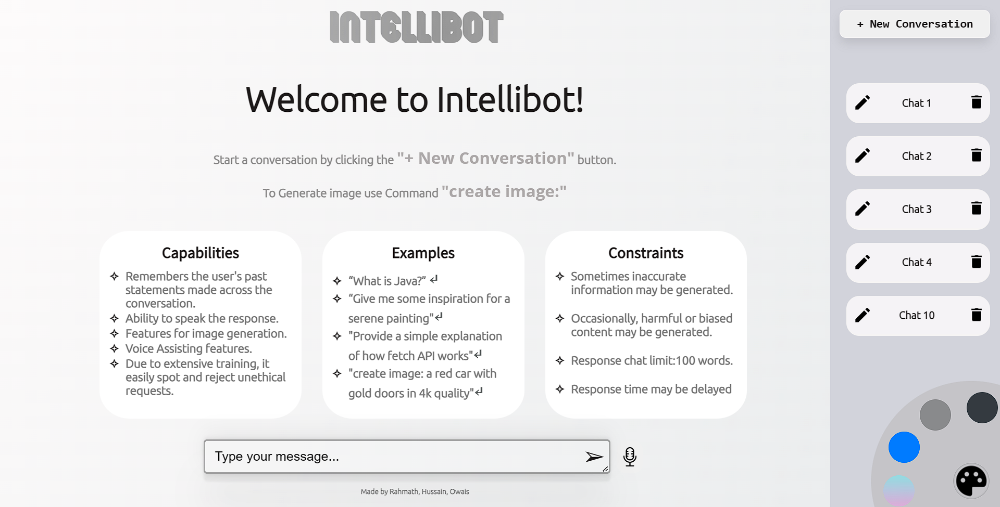 INTELLIBOT
Welcome to Intellibot!
Start a conversation by clicking the "+ New Conversation" button.
To Generate image use Command "create image:"
Capabilities
Remembers the user's past
statements made across the
conversation.
Ability to speak the response.
Features for image generation.
Voice Assisting features.
Due to extensive training, it
easily spot and reject unethical
requests.
Examples
“What is Java?” ↵
“Give me some inspiration for a
serene painting"↵
"Provide a simple explanation
of how fetch API works"↵
"create image: a red car with
gold doors in 4k quality"↵
Constraints
Sometimes inaccurate
information may be generated.
Occasionally, harmful or biased
content may be generated.
Response chat limit:100 words.
Response time may be delayed
Type your message...
Made by Rahmath, Hussain, Owais
+ New Conversation
Chat 1
Chat 2
Chat 3
Chat 4
Chat 10